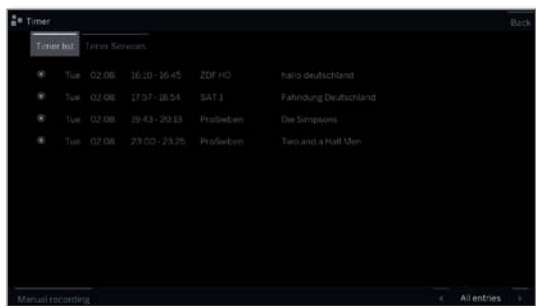 Timer Back
Timer list Timer Services
Tue 02.08. 16:10 - 16:45 ZDF HD hallo deutschland
Tue 02.08. 17:57 - 18:54 SAT.1 Fahndung Deutschland
Tue 02.08. 19:43 - 20:13 ProSieben Die Simpsons
Tue 02.08. 23:00 - 23:25 ProSieben Two and a Half Men
Manual recording < All entries >